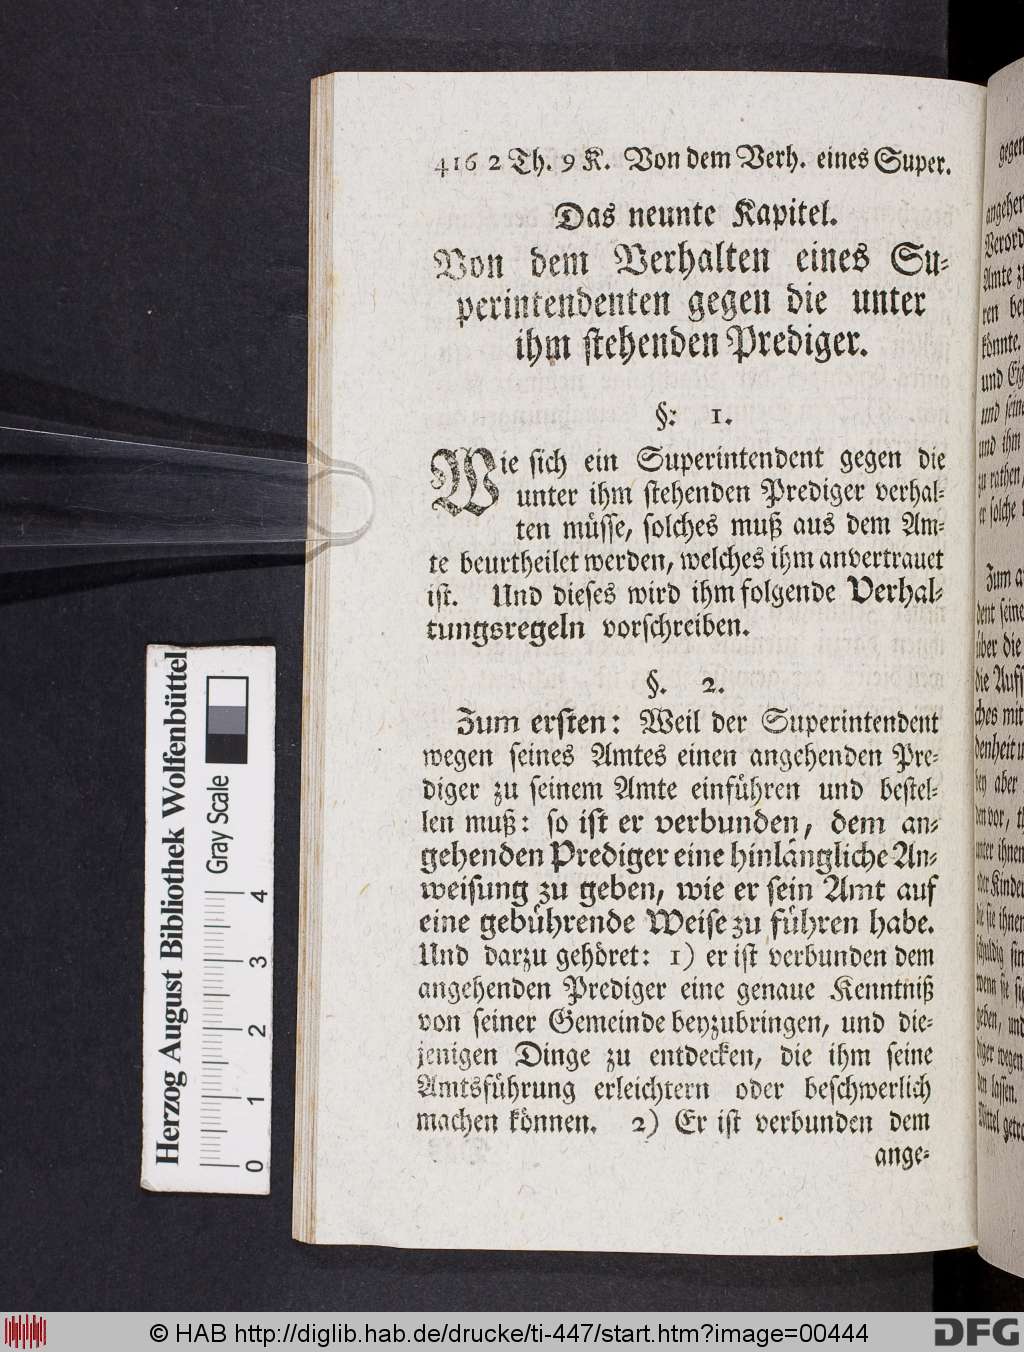 416 2 Th. 9 K. Von dem Verh. eines Super.
Das neunte Kapitel.
Von dem Verhalten eines Su-
perintendenten gegen die unter
ihm stehenden Prediger.
§. 1.
Wie sich ein Superintendent gegen die
unter ihm stehenden Prediger verhal-
ten müsse, solches muß aus dem Am-
te beurtheilet werden, welches ihm anvertrauet
ist. Und dieses wird ihm folgende Verhal-
tungsregeln vorschreiben.
§. 2.
Zum ersten: Weil der Superintendent
wegen seines Amtes einen angehenden Pre-
diger zu seinem Amte einführen und bestel-
len muß: so ist er verbunden, dem an-
gehenden Prediger eine hinlängliche An-
weisung zu geben, wie er sein Amt auf
eine gebührende Weise zu führen habe.
Und darzu gehöret: 1) er ist verbunden dem
angehenden Prediger eine genaue Kenntniß
von seiner Gemeinde beyzubringen, und die-
jenigen Dinge zu entdecken, die ihm seine
Amtsführung erleichtern oder beschwerlich
machen können. 2) Er ist verbunden dem
ange-
Herzog August Bibliothek Wolfenbüttel
Gray Scale
0 1 2 3 4
© HAB http://diglib.hab.de/drucke/ti-447/start.htm?image=00444
DFG